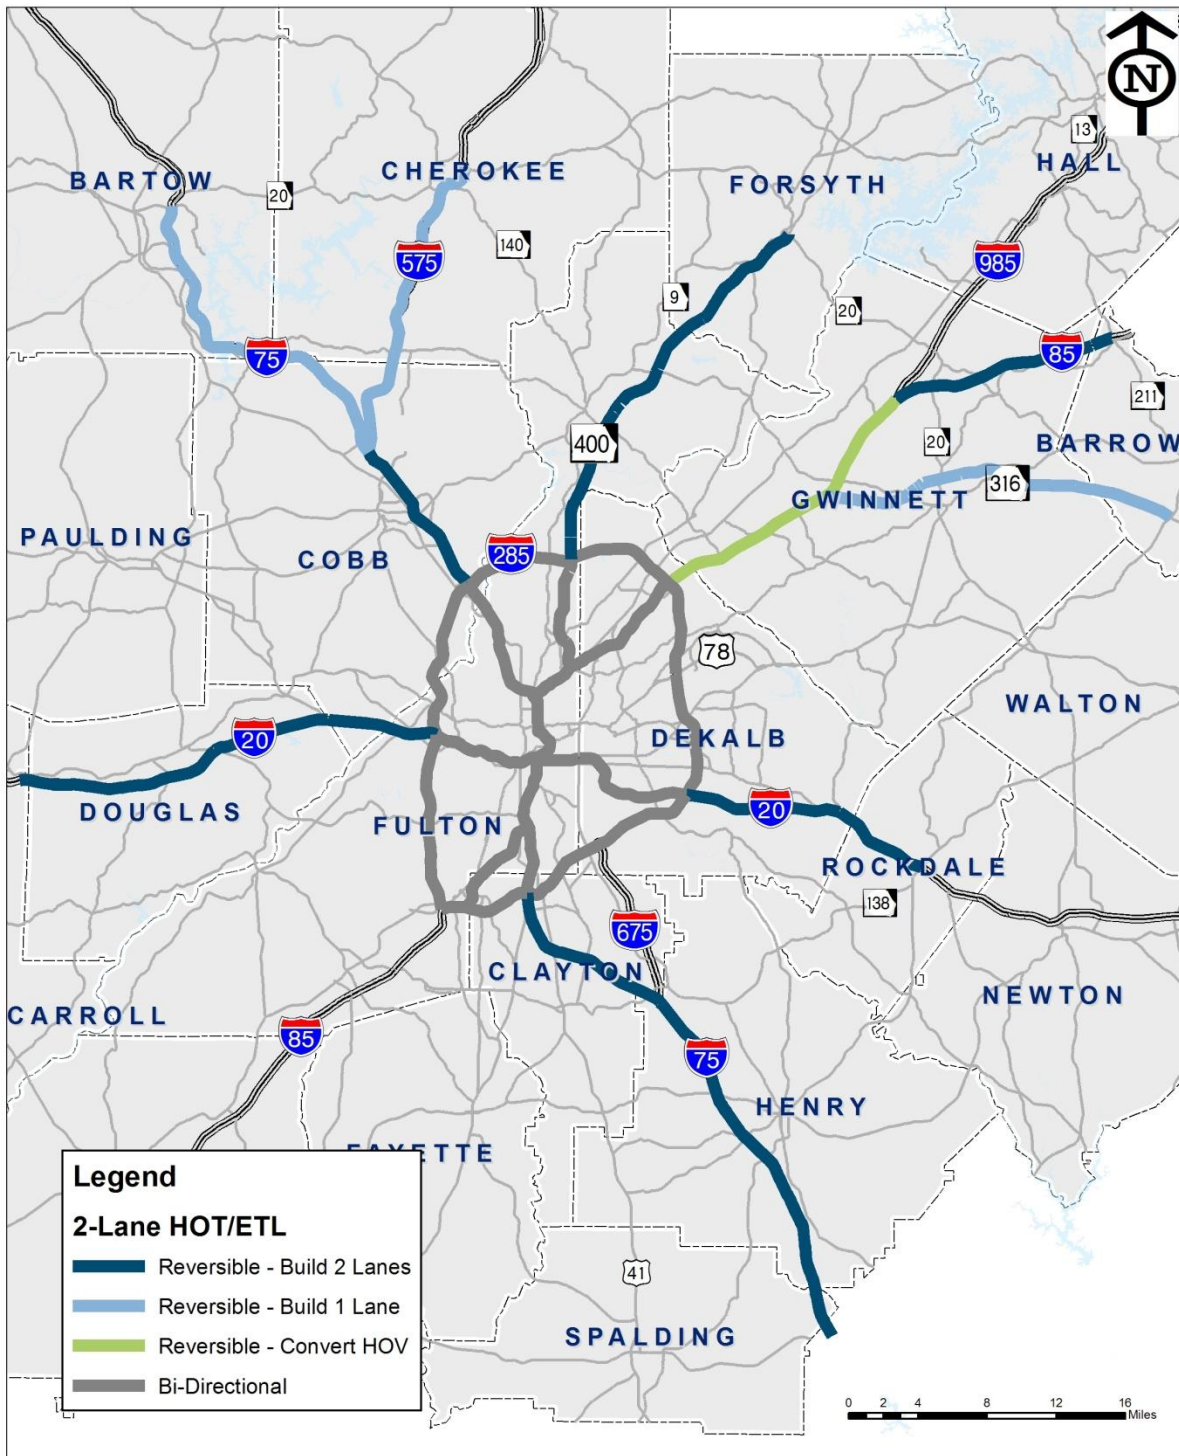 N
13
HALL
BARTOW
CHEROKEE
FORSYTH
20
140
575
985
9
20
75
85
211
400
20
BARROW
316
GWINNETT
PAULDING
COBB
285
78
WALTON
20
DEKALB
DOUGLAS
FULTON
20
ROCKDALE
138
675
CLAYTON
NEWTON
CARROLL
85
75
HENRY
FAYETTE
Legend
2-Lane HOT/ETL
Reversible - Build 2 Lanes
Reversible - Build 1 Lane
Reversible - Convert HOV
Bi-Directional
41
SPALDING
0 2 4 8 12 16
Miles